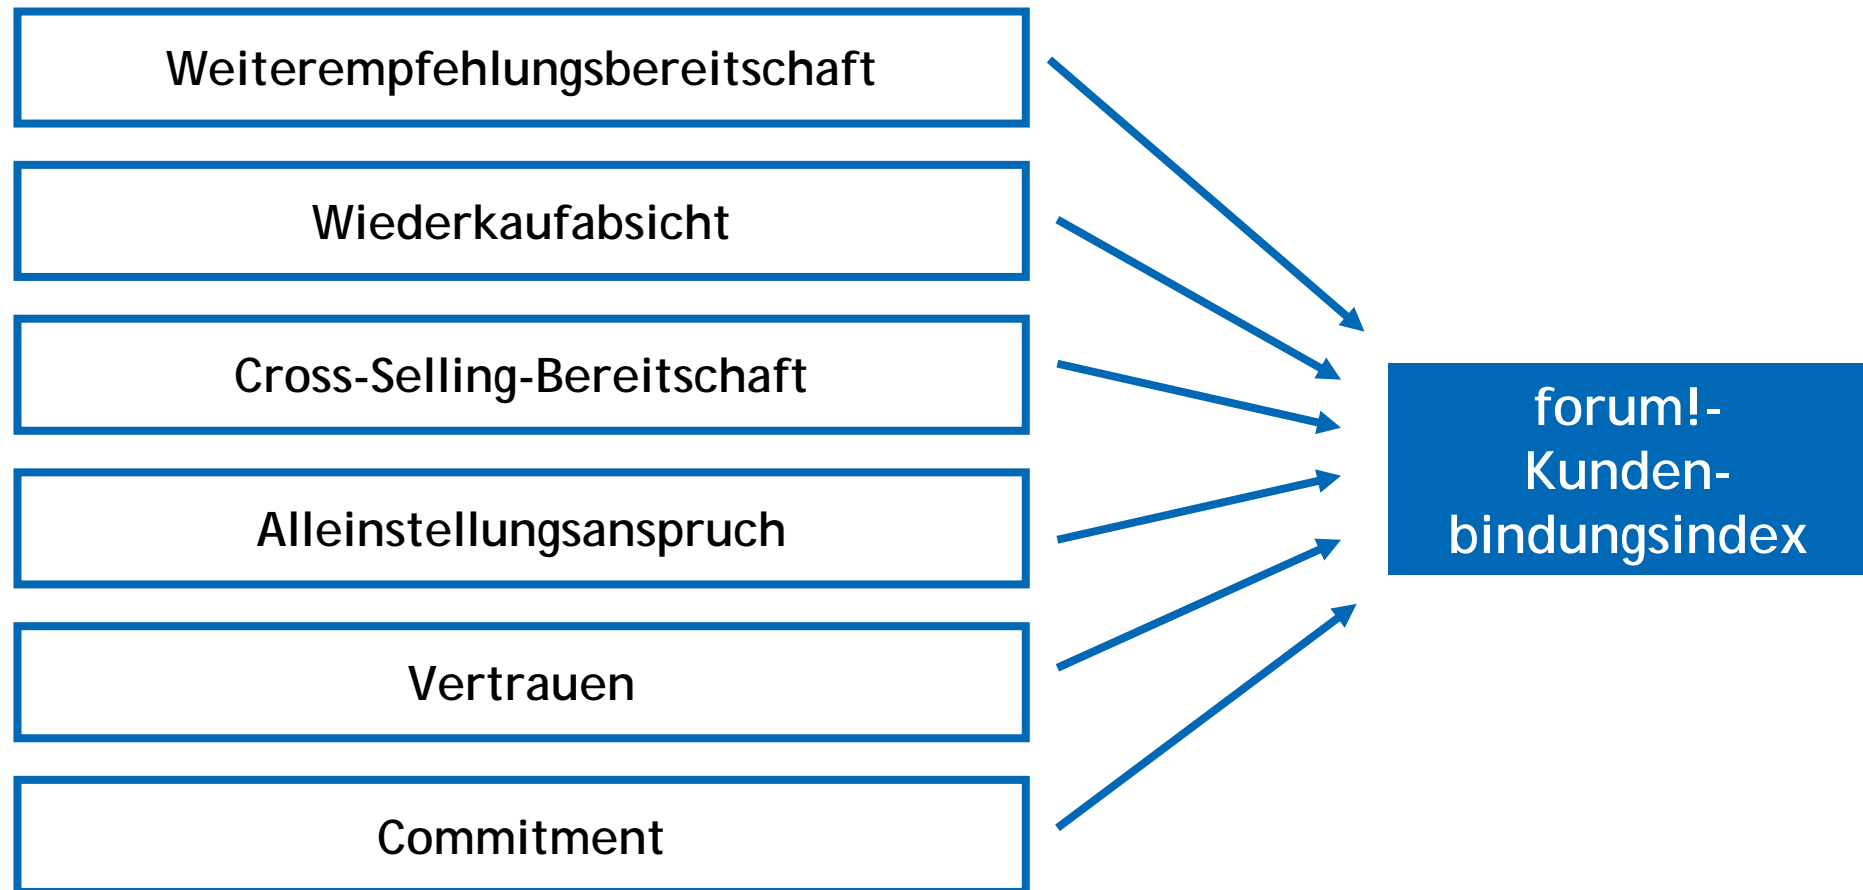 Weiterempfehlungsbereitschaft
Wiederkaufabsicht
Cross-Selling-Bereitschaft
Alleinstellungsanspruch
Vertrauen
Commitment
forum!-
Kunden-
bindungsindex